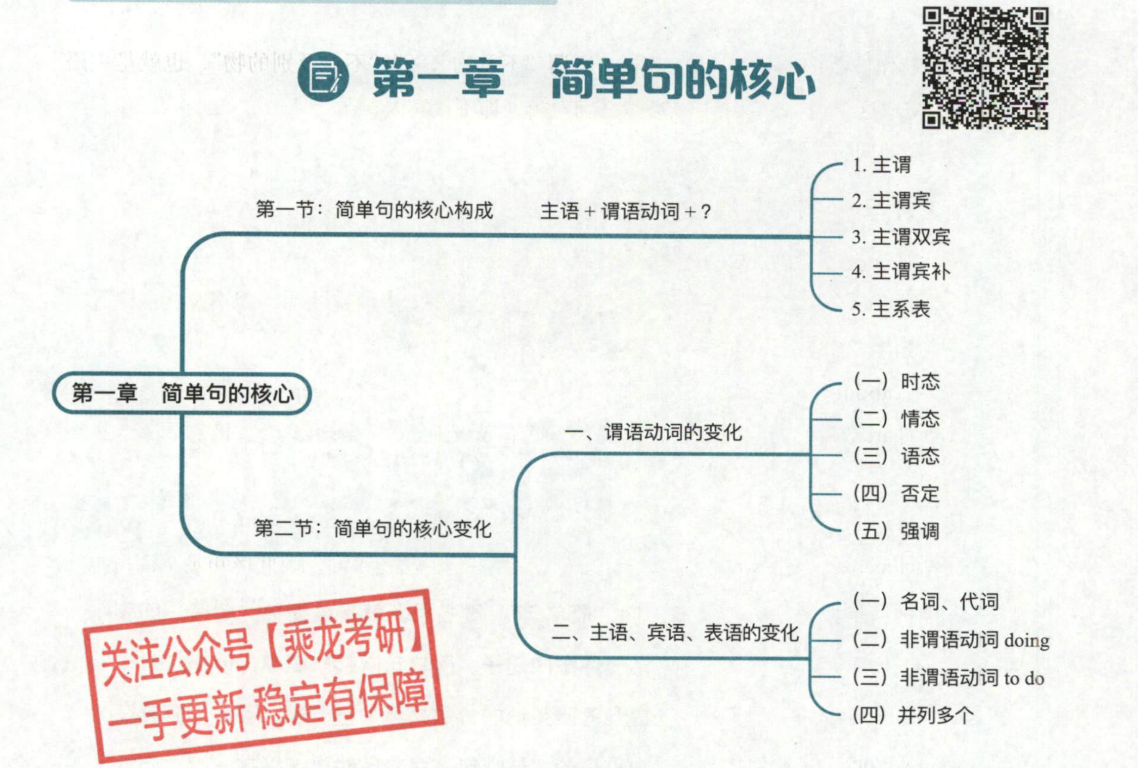 第一章 简单句的核心
1. 主谓
第一节：简单句的核心构成 主语 + 谓语动词 + ?
2. 主谓宾
3. 主谓双宾
4. 主谓宾补
5. 主系表
第一章 简单句的核心
(一) 时态
一、谓语动词的变化
(二) 情态
(三) 语态
(四) 否定
(五) 强调
第二节：简单句的核心变化
二、主语、宾语、表语的变化
(一) 名词、代词
(二) 非谓语动词 doing
(三) 非谓语动词 to do
(四) 并列多个
关注公众号【乘龙考研】
一手更新 稳定有保障